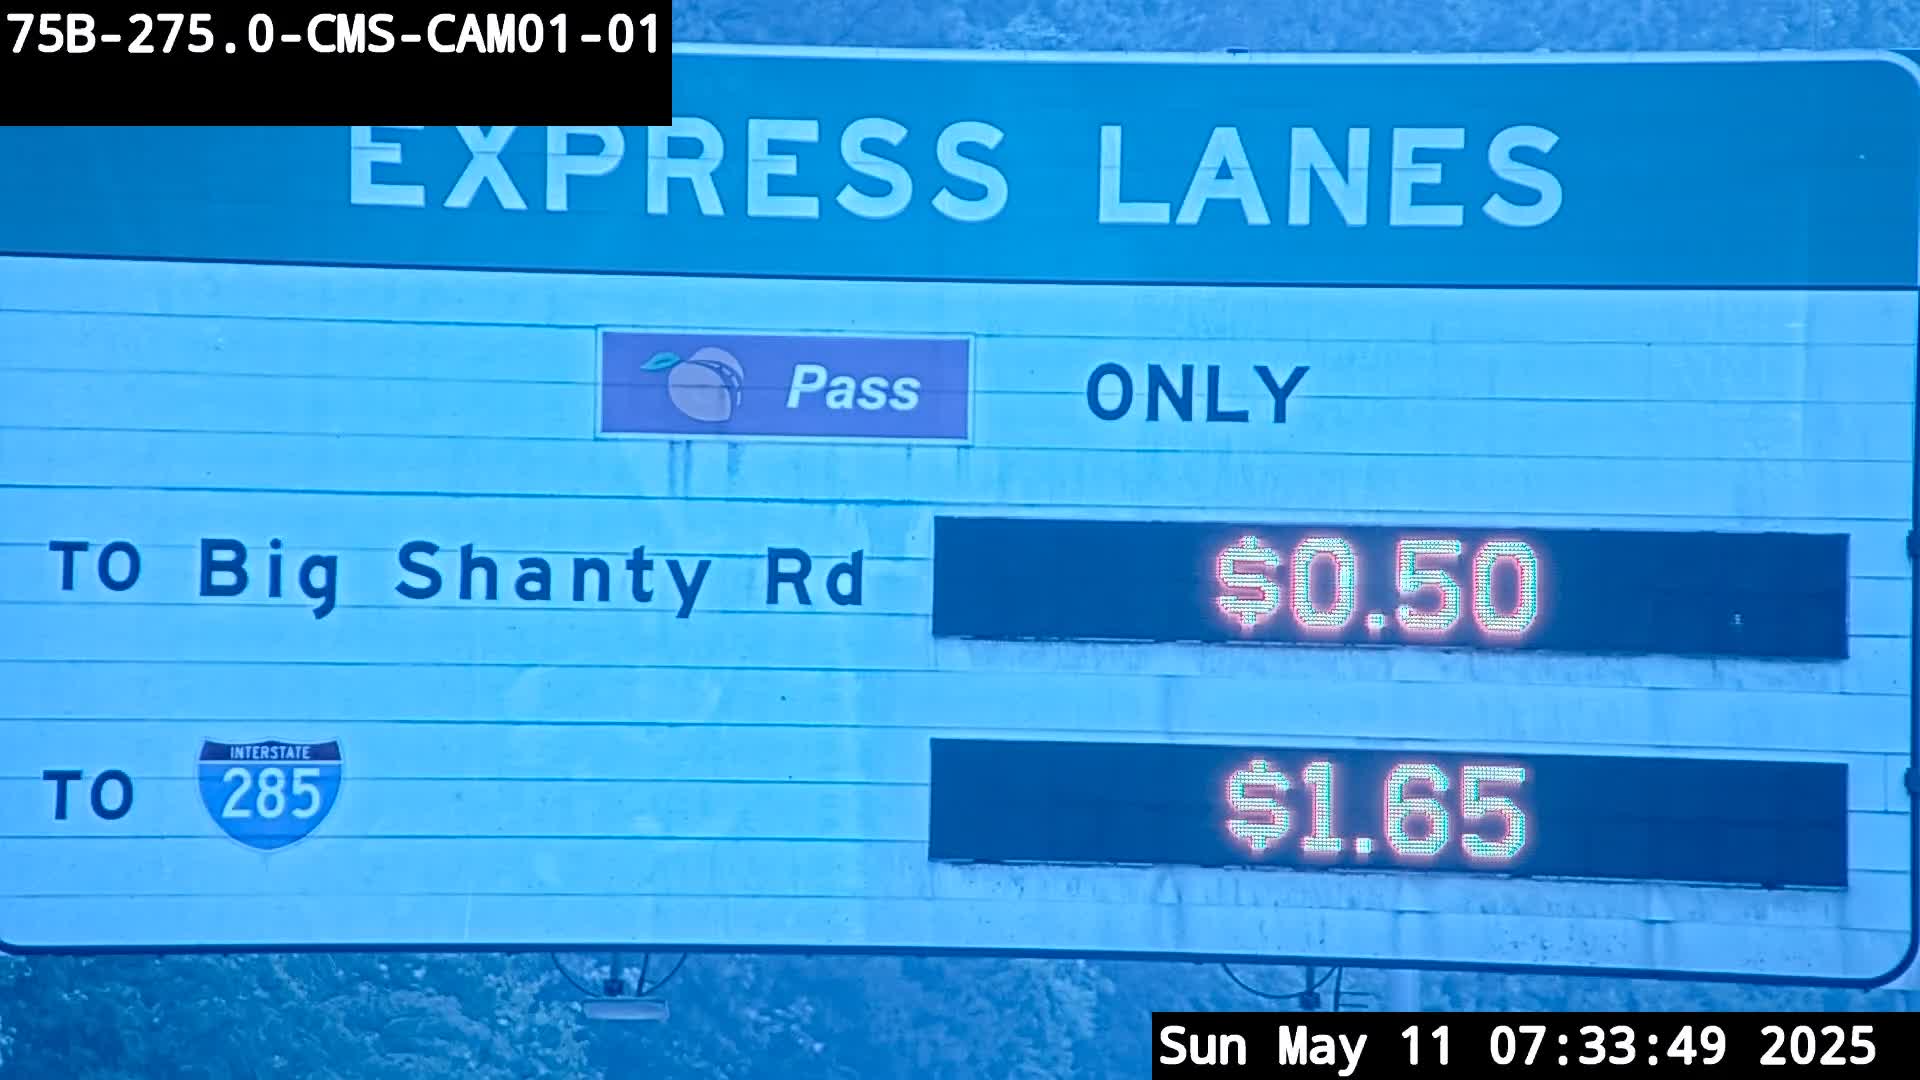 75B-275.0-CMS-CAM01-01
EXPRESS LANES
Pass ONLY
TO Big Shanty Rd $0.50
TO INTERSTATE 285 $1.65
Sun May 11 07:33:49 2025